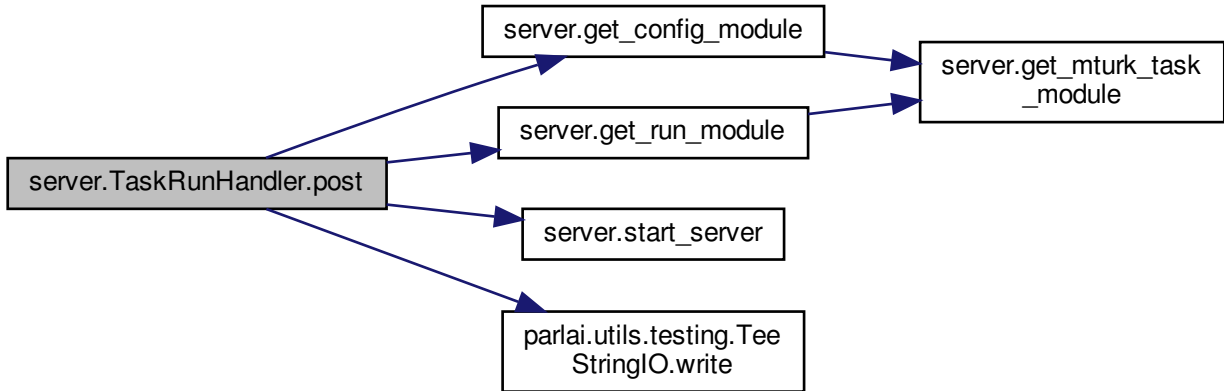 server.get_config_module
server.get_mturk_task
_module
server.get_run_module
server.TaskRunHandler.post
server.start_server
parlai.utils.testing.Tee
StringIO.write